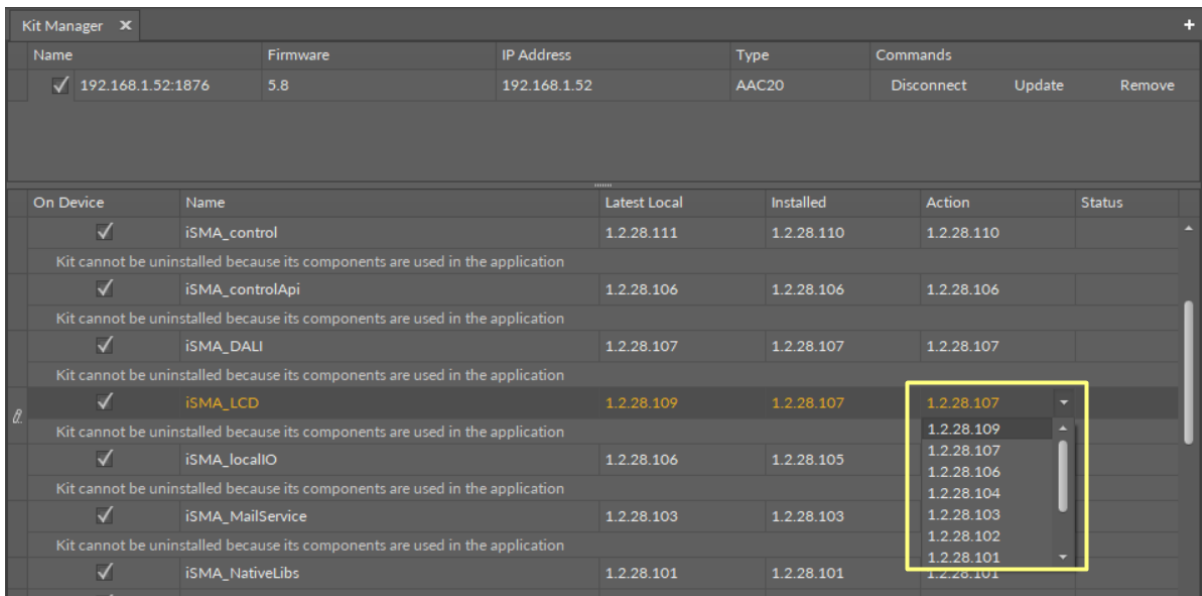 Kit Manager
Name Firmware IP Address Type Commands
192.168.1.52:1876 5.8 192.168.1.52 AAC20 Disconnect Update Remove
On Device Name Latest Local Installed Action Status
iSMA_control 1.2.28.111 1.2.28.110 1.2.28.110
Kit cannot be uninstalled because its components are used in the application
iSMA_controlApi 1.2.28.106 1.2.28.106 1.2.28.106
Kit cannot be uninstalled because its components are used in the application
iSMA_DALI 1.2.28.107 1.2.28.107 1.2.28.107
Kit cannot be uninstalled because its components are used in the application
iSMA_LCD 1.2.28.109 1.2.28.107 1.2.28.107
Kit cannot be uninstalled because its components are used in the application 1.2.28.109
1.2.28.107
iSMA_localIO 1.2.28.106 1.2.28.105 1.2.28.106
Kit cannot be uninstalled because its components are used in the application 1.2.28.104
iSMA_MailService 1.2.28.103 1.2.28.103 1.2.28.103
1.2.28.102
Kit cannot be uninstalled because its components are used in the application 1.2.28.101
iSMA_NativeLibs 1.2.28.101 1.2.28.101 1.2.28.101